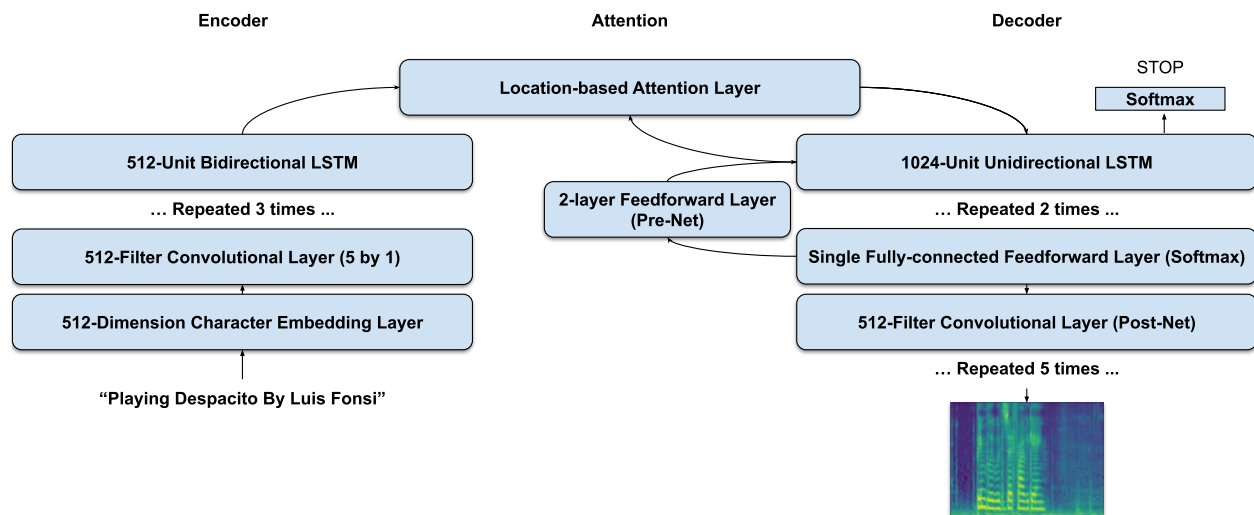 Encoder
Attention
Decoder
Location-based Attention Layer
STOP
Softmax
512-Unit Bidirectional LSTM
1024-Unit Unidirectional LSTM
2-layer Feedforward Layer
(Pre-Net)
… Repeated 3 times ...
… Repeated 2 times ...
512-Filter Convolutional Layer (5 by 1)
Single Fully-connected Feedforward Layer (Softmax)
512-Dimension Character Embedding Layer
512-Filter Convolutional Layer (Post-Net)
… Repeated 5 times ...
“Playing Despacito By Luis Fonsi”